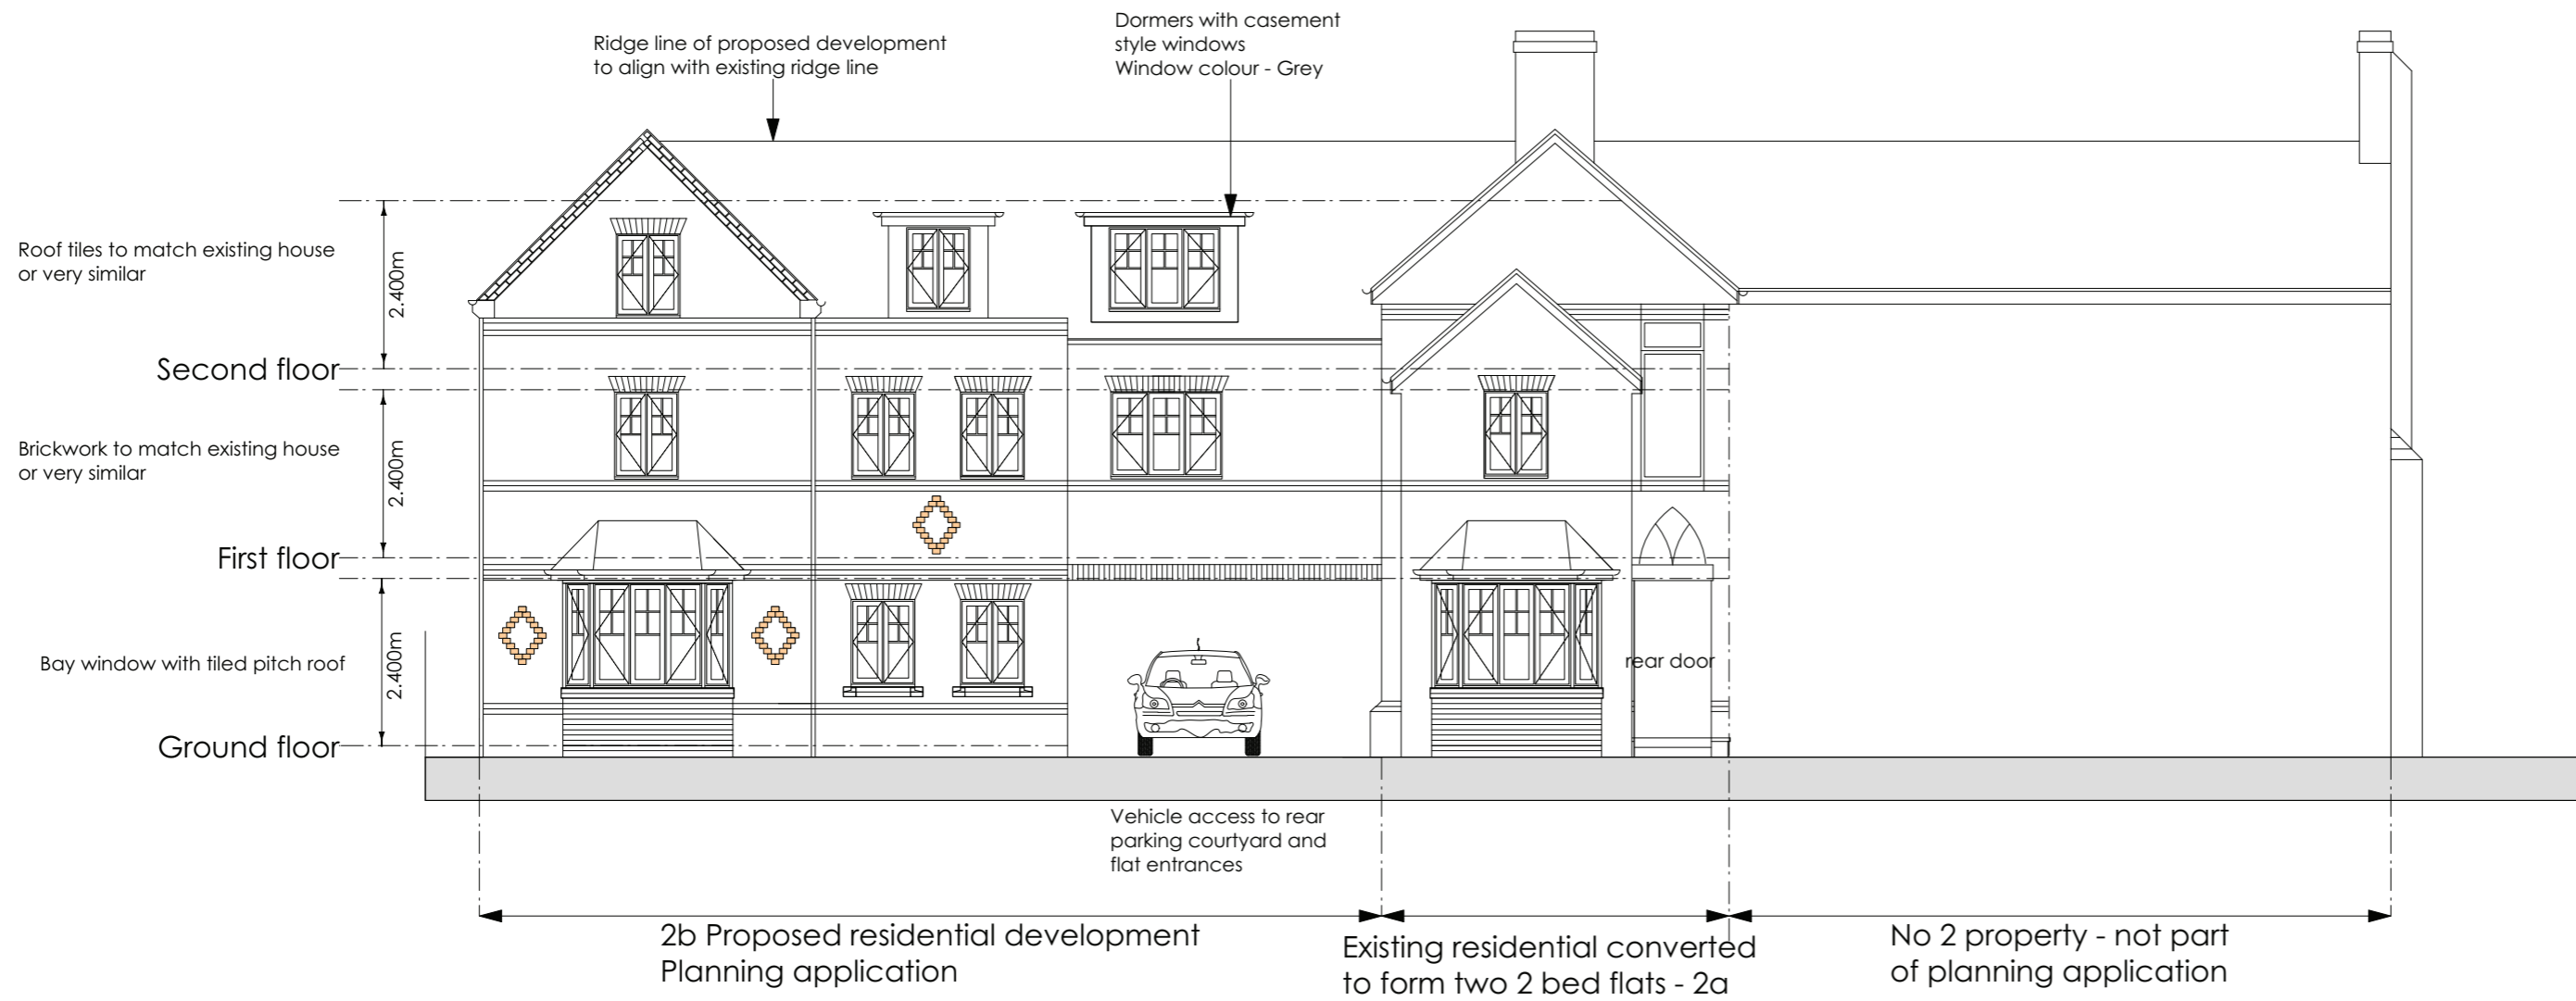 Dormers with casement
style windows
Window colour - Grey
Ridge line of proposed development
to align with existing ridge line
Roof tiles to match existing house
or very similar
2.400m
Second floor
Brickwork to match existing house
or very similar
2.400m
First floor
Bay window with tiled pitch roof
2.400m
rear door
Ground floor
Vehicle access to rear
parking courtyard and
flat entrances
2b Proposed residential development
Planning application
Existing residential converted
to form two 2 bed flats - 2a
No 2 property - not part
of planning application